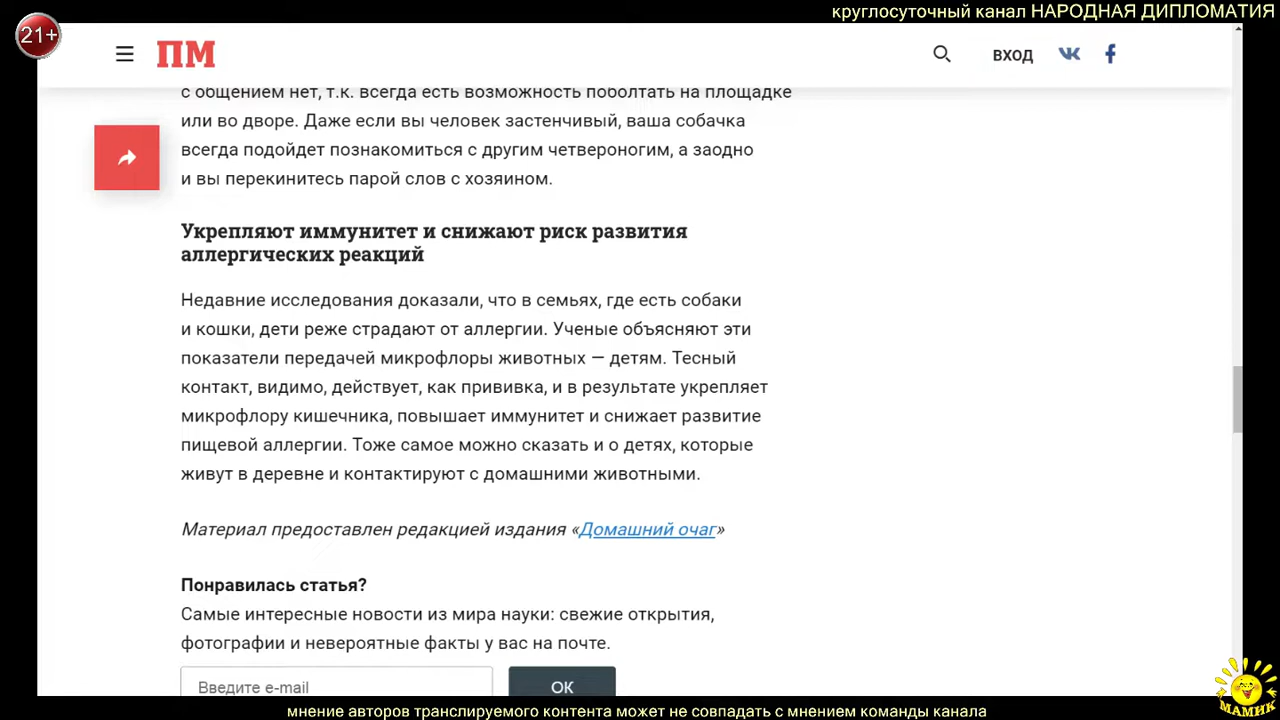 круглосуточный канал НАРОДНАЯ ДИПЛОМАТИЯ
21+
ПМ
ВХОД
с общением нет, т.к. всегда есть возможность поболтать на площадке
или во дворе. Даже если вы человек застенчивый, ваша собачка
всегда подойдет познакомиться с другим четвероногим, а заодно
и вы перекинитесь парой слов с хозяином.
Укрепляют иммунитет и снижают риск развития
аллергических реакций
Недавние исследования доказали, что в семьях, где есть собаки
и кошки, дети реже страдают от аллергии. Ученые объясняют эти
показатели передачей микрофлоры животных — детям. Тесный
контакт, видимо, действует, как прививка, и в результате укрепляет
микрофлору кишечника, повышает иммунитет и снижает развитие
пищевой аллергии. Тоже самое можно сказать и о детях, которые
живут в деревне и контактируют с домашними животными.
Материал предоставлен редакцией издания «Домашний очаг»
Понравилась статья?
Самые интересные новости из мира науки: свежие открытия,
фотографии и невероятные факты у вас на почте.
Введите e-mail
ОК
МАМИК
мнение авторов транслируемого контента может не совпадать с мнением команды канала